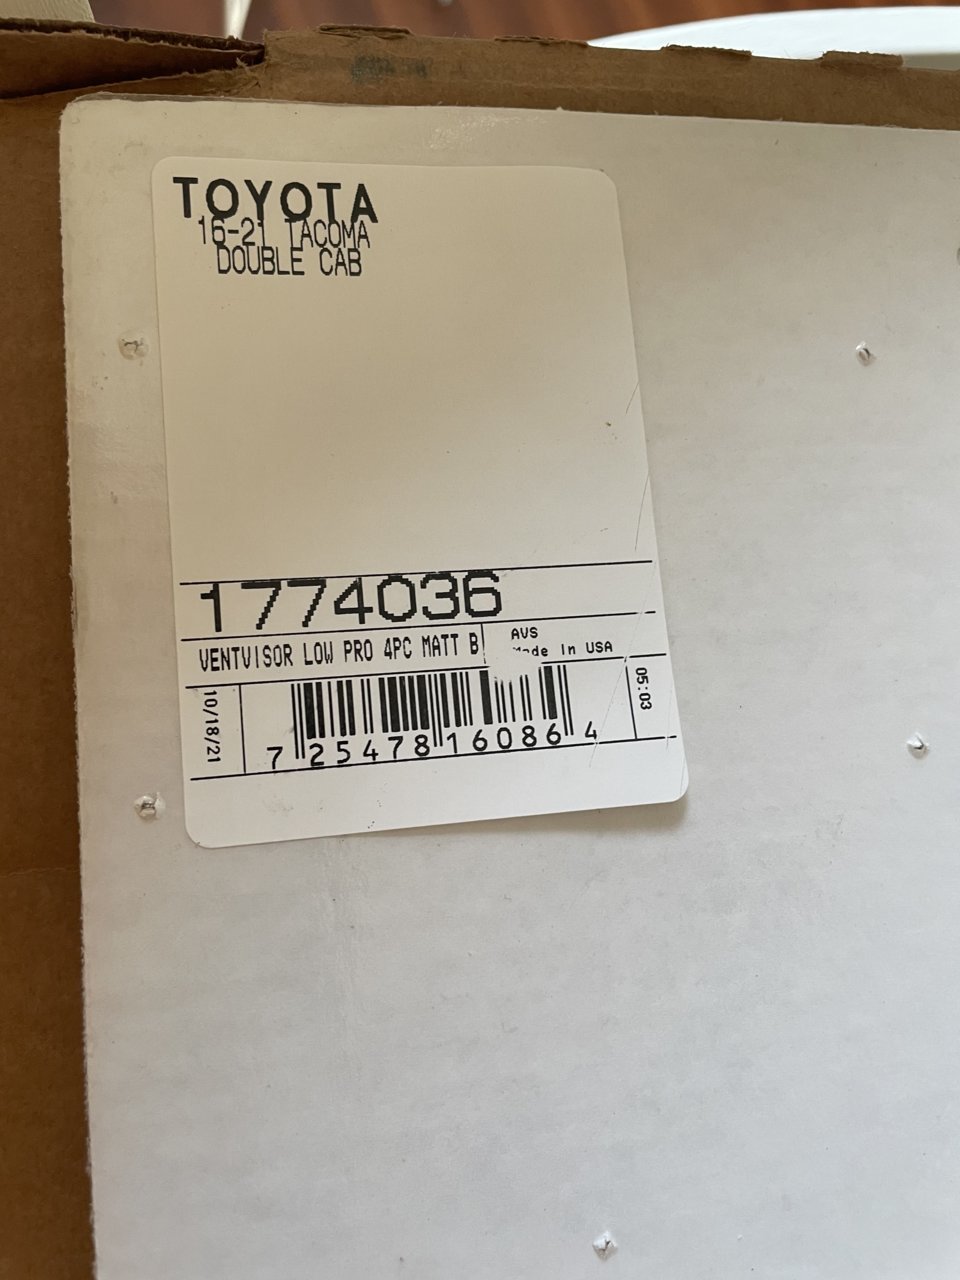 TOYOTA
16-21 TACOMA
DOUBLE CAB
1774036
VENTVISOR LOW PRO 4PC MATT B
AVS
In USA
10/18/21
05:03
7 25478 16086 4